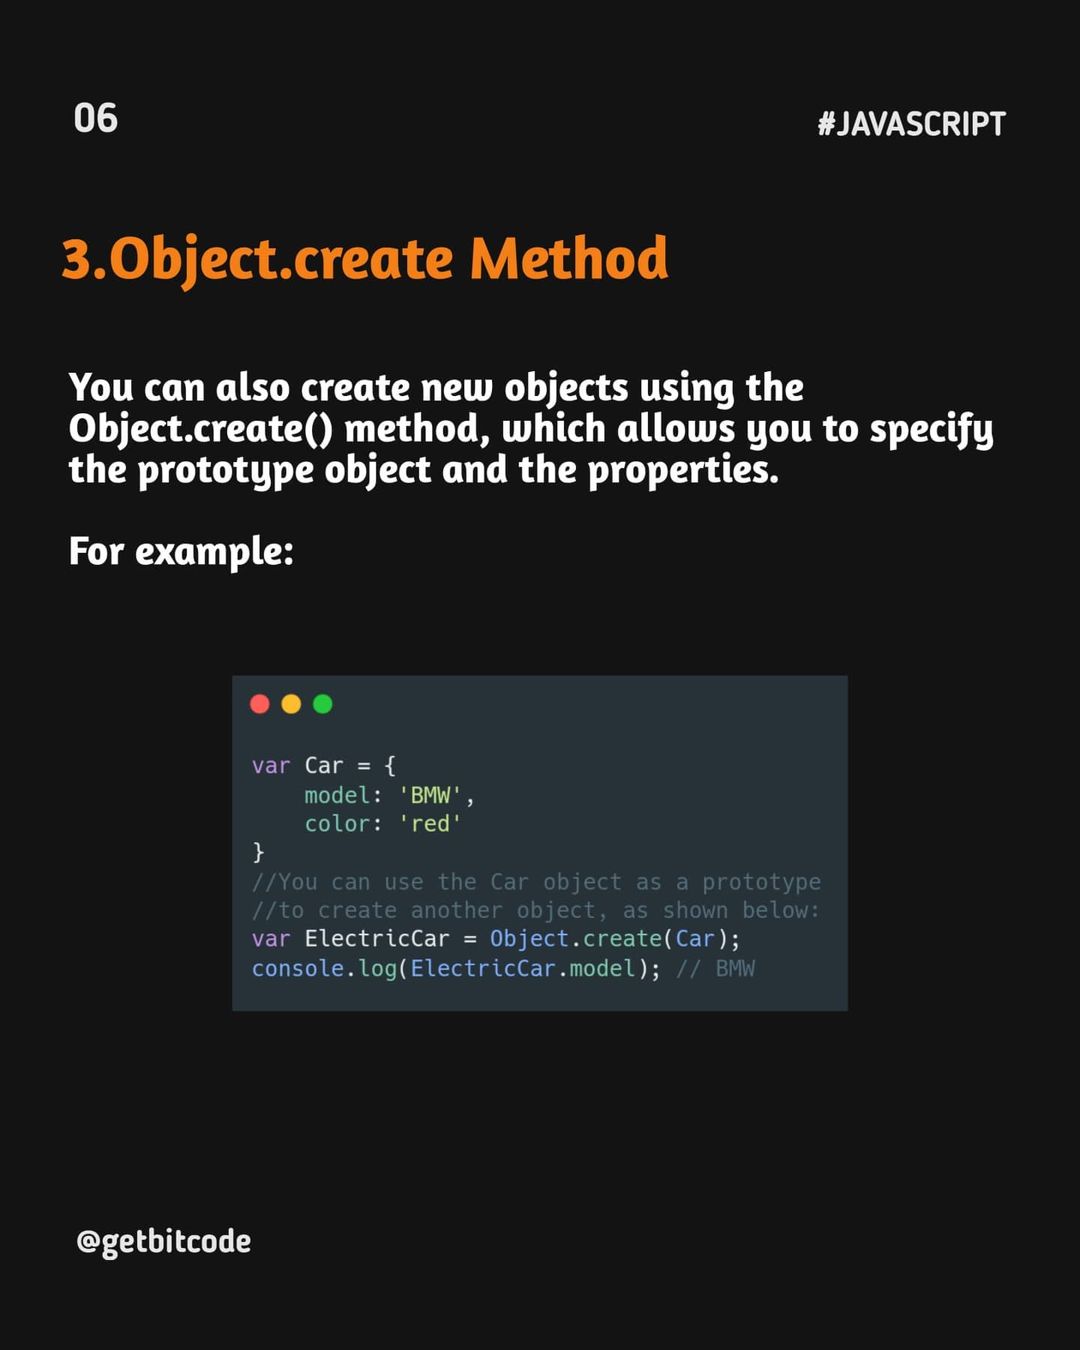 06
#JAVASCRIPT
3.Object.create Method
You can also create new objects using the
Object.create() method, which allows you to specify
the prototype object and the properties.
For example:
var Car = {
    model: 'BMW',
    color: 'red'
}
//You can use the Car object as a prototype
//to create another object, as shown below:
var ElectricCar = Object.create(Car);
console.log(ElectricCar.model); // BMW
@getbitcode